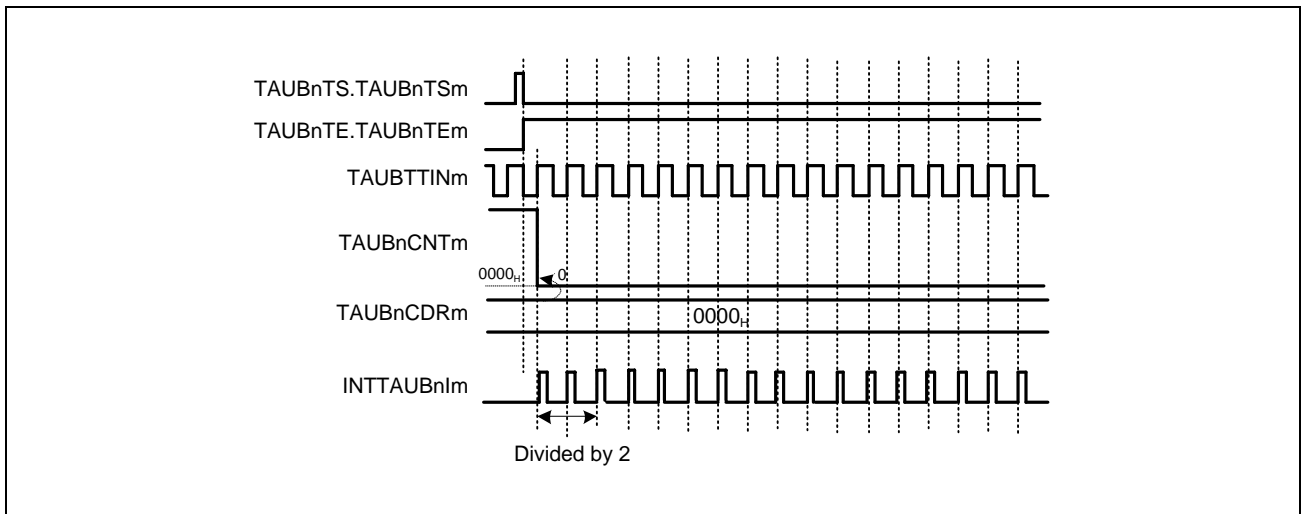 TAUBnTS.TAUBnTSm
TAUBnTE.TAUBnTEm
TAUBTTINm
TAUBnCNTm
0000H
0
TAUBnCDRm
0000H
INTTAUBnIm
Divided by 2